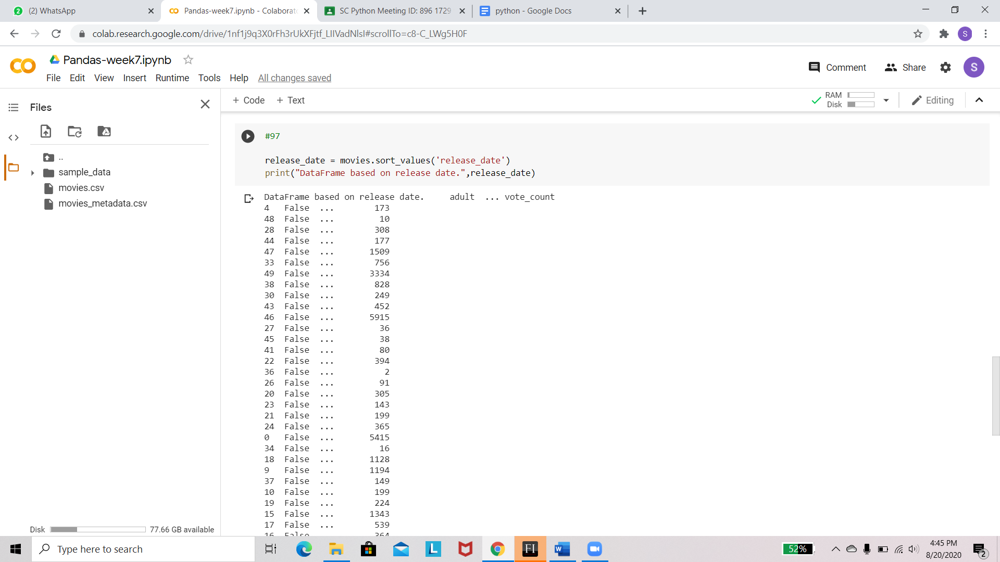 (2) WhatsApp
Pandas-week7.ipynb - Colaborato
SC Python Meeting ID: 896 1729
python - Google Docs
colab.research.google.com/drive/1nf1j9q3X0rFh3rUkXFjtf_LIIVadNlsI#scrollTo=c8-C_LWg5H0F
S
Pandas-week7.ipynb
File Edit View Insert Runtime Tools Help All changes saved
Comment
Share
S
Files
+ Code + Text
RAM
Disk
Editing
..
sample_data
movies.csv
movies_metadata.csv
#97
release_date = movies.sort_values('release_date')
print("DataFrame based on release date.",release_date)
DataFrame based on release date.     adult  ... vote_count
4   False  ...        173
48  False  ...         10
28  False  ...        308
44  False  ...        177
47  False  ...       1509
33  False  ...        756
49  False  ...       3334
38  False  ...        828
30  False  ...        249
43  False  ...        452
46  False  ...       5915
27  False  ...         36
45  False  ...         38
41  False  ...         80
22  False  ...        394
36  False  ...          2
26  False  ...         91
20  False  ...        305
23  False  ...        143
21  False  ...        199
24  False  ...        365
0   False  ...       5415
34  False  ...         16
18  False  ...       1128
9   False  ...       1194
37  False  ...        149
10  False  ...        199
19  False  ...        224
15  False  ...       1343
17  False  ...        539
16  False  ...        364
Disk
77.66 GB available
Type here to search
L
FI
W
52%
4:45 PM
8/20/2020
2